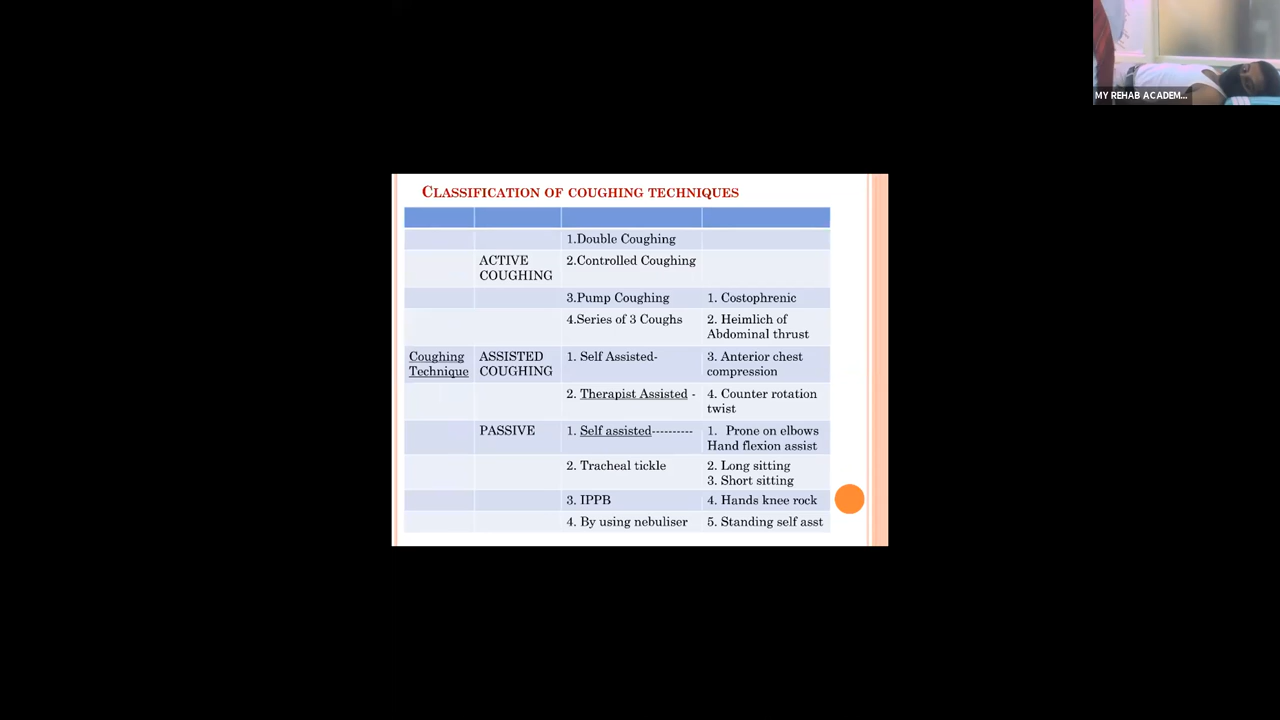 MY REHAB ACADEM...
CLASSIFICATION OF COUGHING TECHNIQUES
1.Double Coughing
ACTIVE
COUGHING
2.Controlled Coughing
3.Pump Coughing
1. Costophrenic
4.Series of 3 Coughs
2. Heimlich of
Abdominal thrust
Coughing
Technique
ASSISTED
COUGHING
1. Self Assisted-
3. Anterior chest
compression
2. Therapist Assisted -
4. Counter rotation
twist
PASSIVE
1. Self assisted----------
1. Prone on elbows
Hand flexion assist
2. Tracheal tickle
2. Long sitting
3. Short sitting
3. IPPB
4. Hands knee rock
4. By using nebuliser
5. Standing self asst